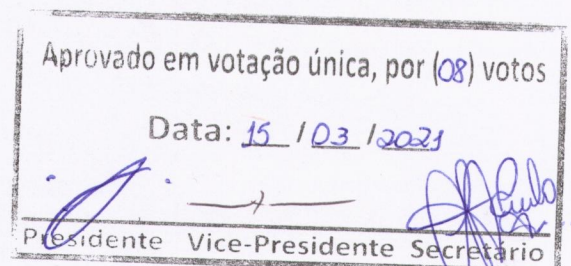 Aprovado em votação única, por (08) votos
Data: 15 / 03 / 2021
Presidente Vice-Presidente Secretário